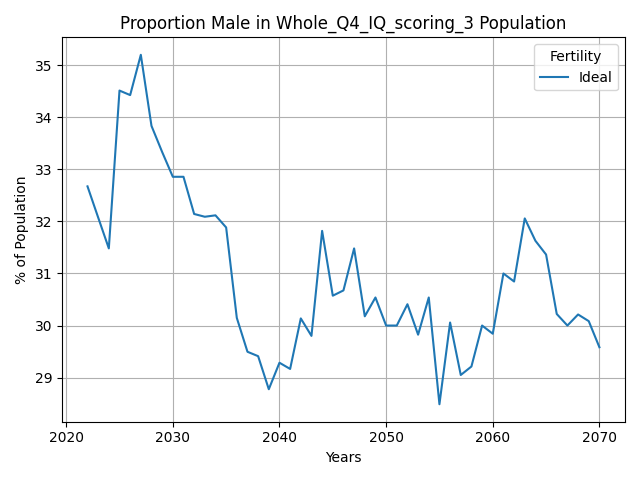 Proportion Male in Whole_Q4_IQ_scoring_3 Population
Fertility
Ideal
% of Population
35
34
33
32
31
30
29
2020 2030 2040 2050 2060 2070
Years